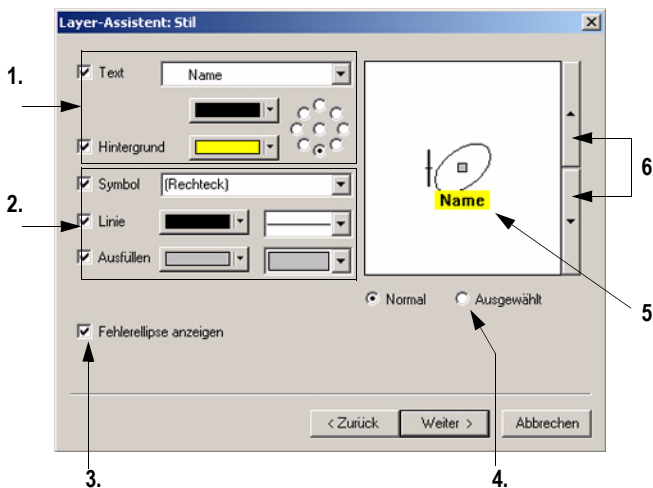 Layer-Assistent: Stil
1.
Text
Name
Hintergrund
2.
Symbol
(Rechteck)
Linie
Ausfüllen
Name
6
5
Normal
Ausgewählt
Fehlerellipse anzeigen
< Zurück
Weiter >
Abbrechen
3.
4.